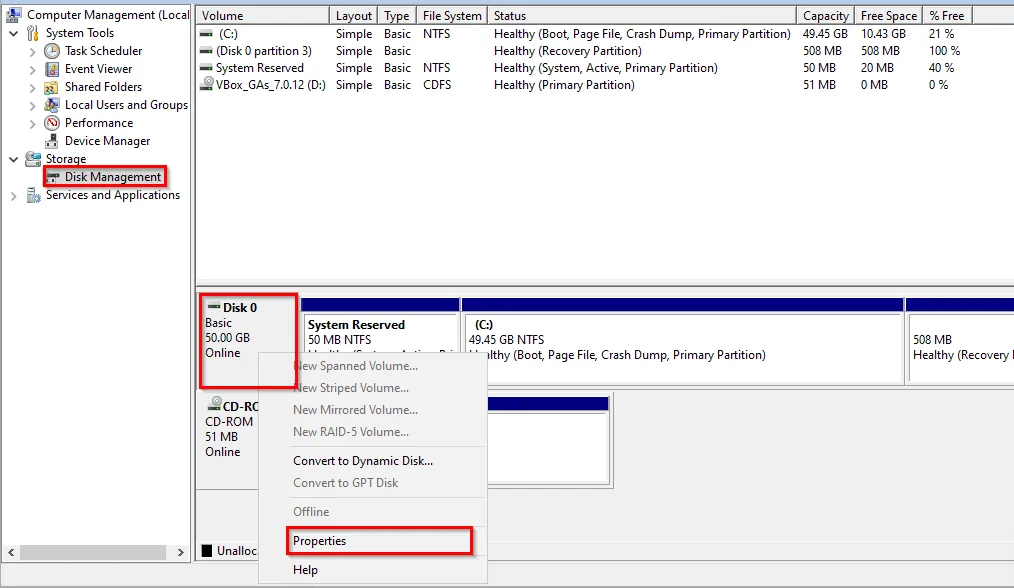 Computer Management (Local
System Tools
Task Scheduler
Event Viewer
Shared Folders
Local Users and Groups
Performance
Device Manager
Storage
Disk Management
Services and Applications
Volume Layout Type File System Status Capacity Free Space % Free
(C:) Simple Basic NTFS Healthy (Boot, Page File, Crash Dump, Primary Partition) 49.45 GB 10.43 GB 21 %
(Disk 0 partition 3) Simple Basic Healthy (Recovery Partition) 508 MB 508 MB 100 %
System Reserved Simple Basic NTFS Healthy (System, Active, Primary Partition) 50 MB 20 MB 40 %
VBox_GAs_7.0.12 (D:) Simple Basic CDFS Healthy (Primary Partition) 51 MB 0 MB 0 %
Disk 0
Basic
50.00 GB
Online
System Reserved
50 MB NTFS
(C:)
49.45 GB NTFS
Healthy (Boot, Page File, Crash Dump, Primary Partition)
508 MB
Healthy (Recovery
CD-RO
CD-ROM
51 MB
Online
New Spanned Volume...
New Striped Volume...
New Mirrored Volume...
New RAID-5 Volume...
Convert to Dynamic Disk...
Convert to GPT Disk
Offline
Properties
Help
Unalloc